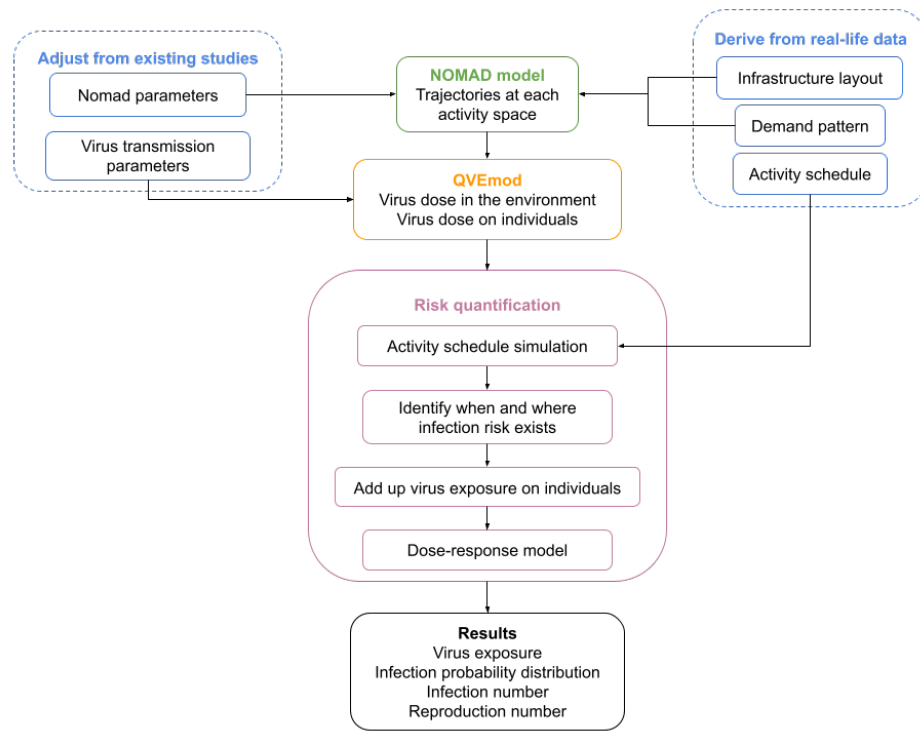 Adjust from existing studies
Nomad parameters
Virus transmission
parameters
NOMAD model
Trajectories at each
activity space
Derive from real-life data
Infrastructure layout
Demand pattern
Activity schedule
QVEmod
Virus dose in the environment
Virus dose on individuals
Risk quantification
Activity schedule simulation
Identify when and where
infection risk exists
Add up virus exposure on individuals
Dose-response model
Results
Virus exposure
Infection probability distribution
Infection number
Reproduction number